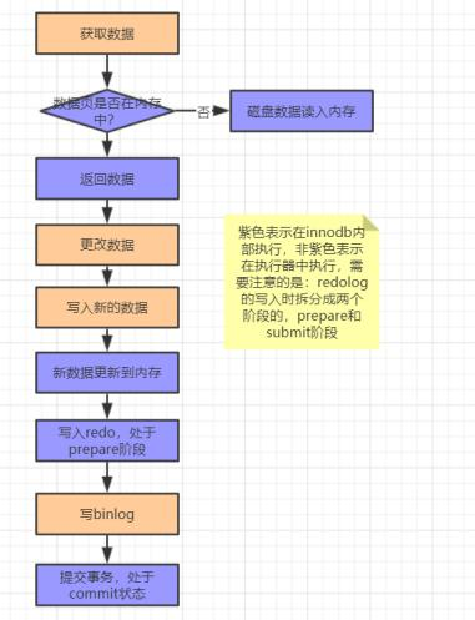 获取数据
数据页是否在内存
中？
否
磁盘数据读入内存
返回数据
更改数据
紫色表示在innodb内
部执行，非紫色表示
在执行器中执行，需
要注意的是：redolog
的写入时拆分成两个
阶段的，prepare和
submit阶段
写入新的数据
新数据更新到内存
写入redo，处于
prepare阶段
写binlog
提交事务，处于
commit状态